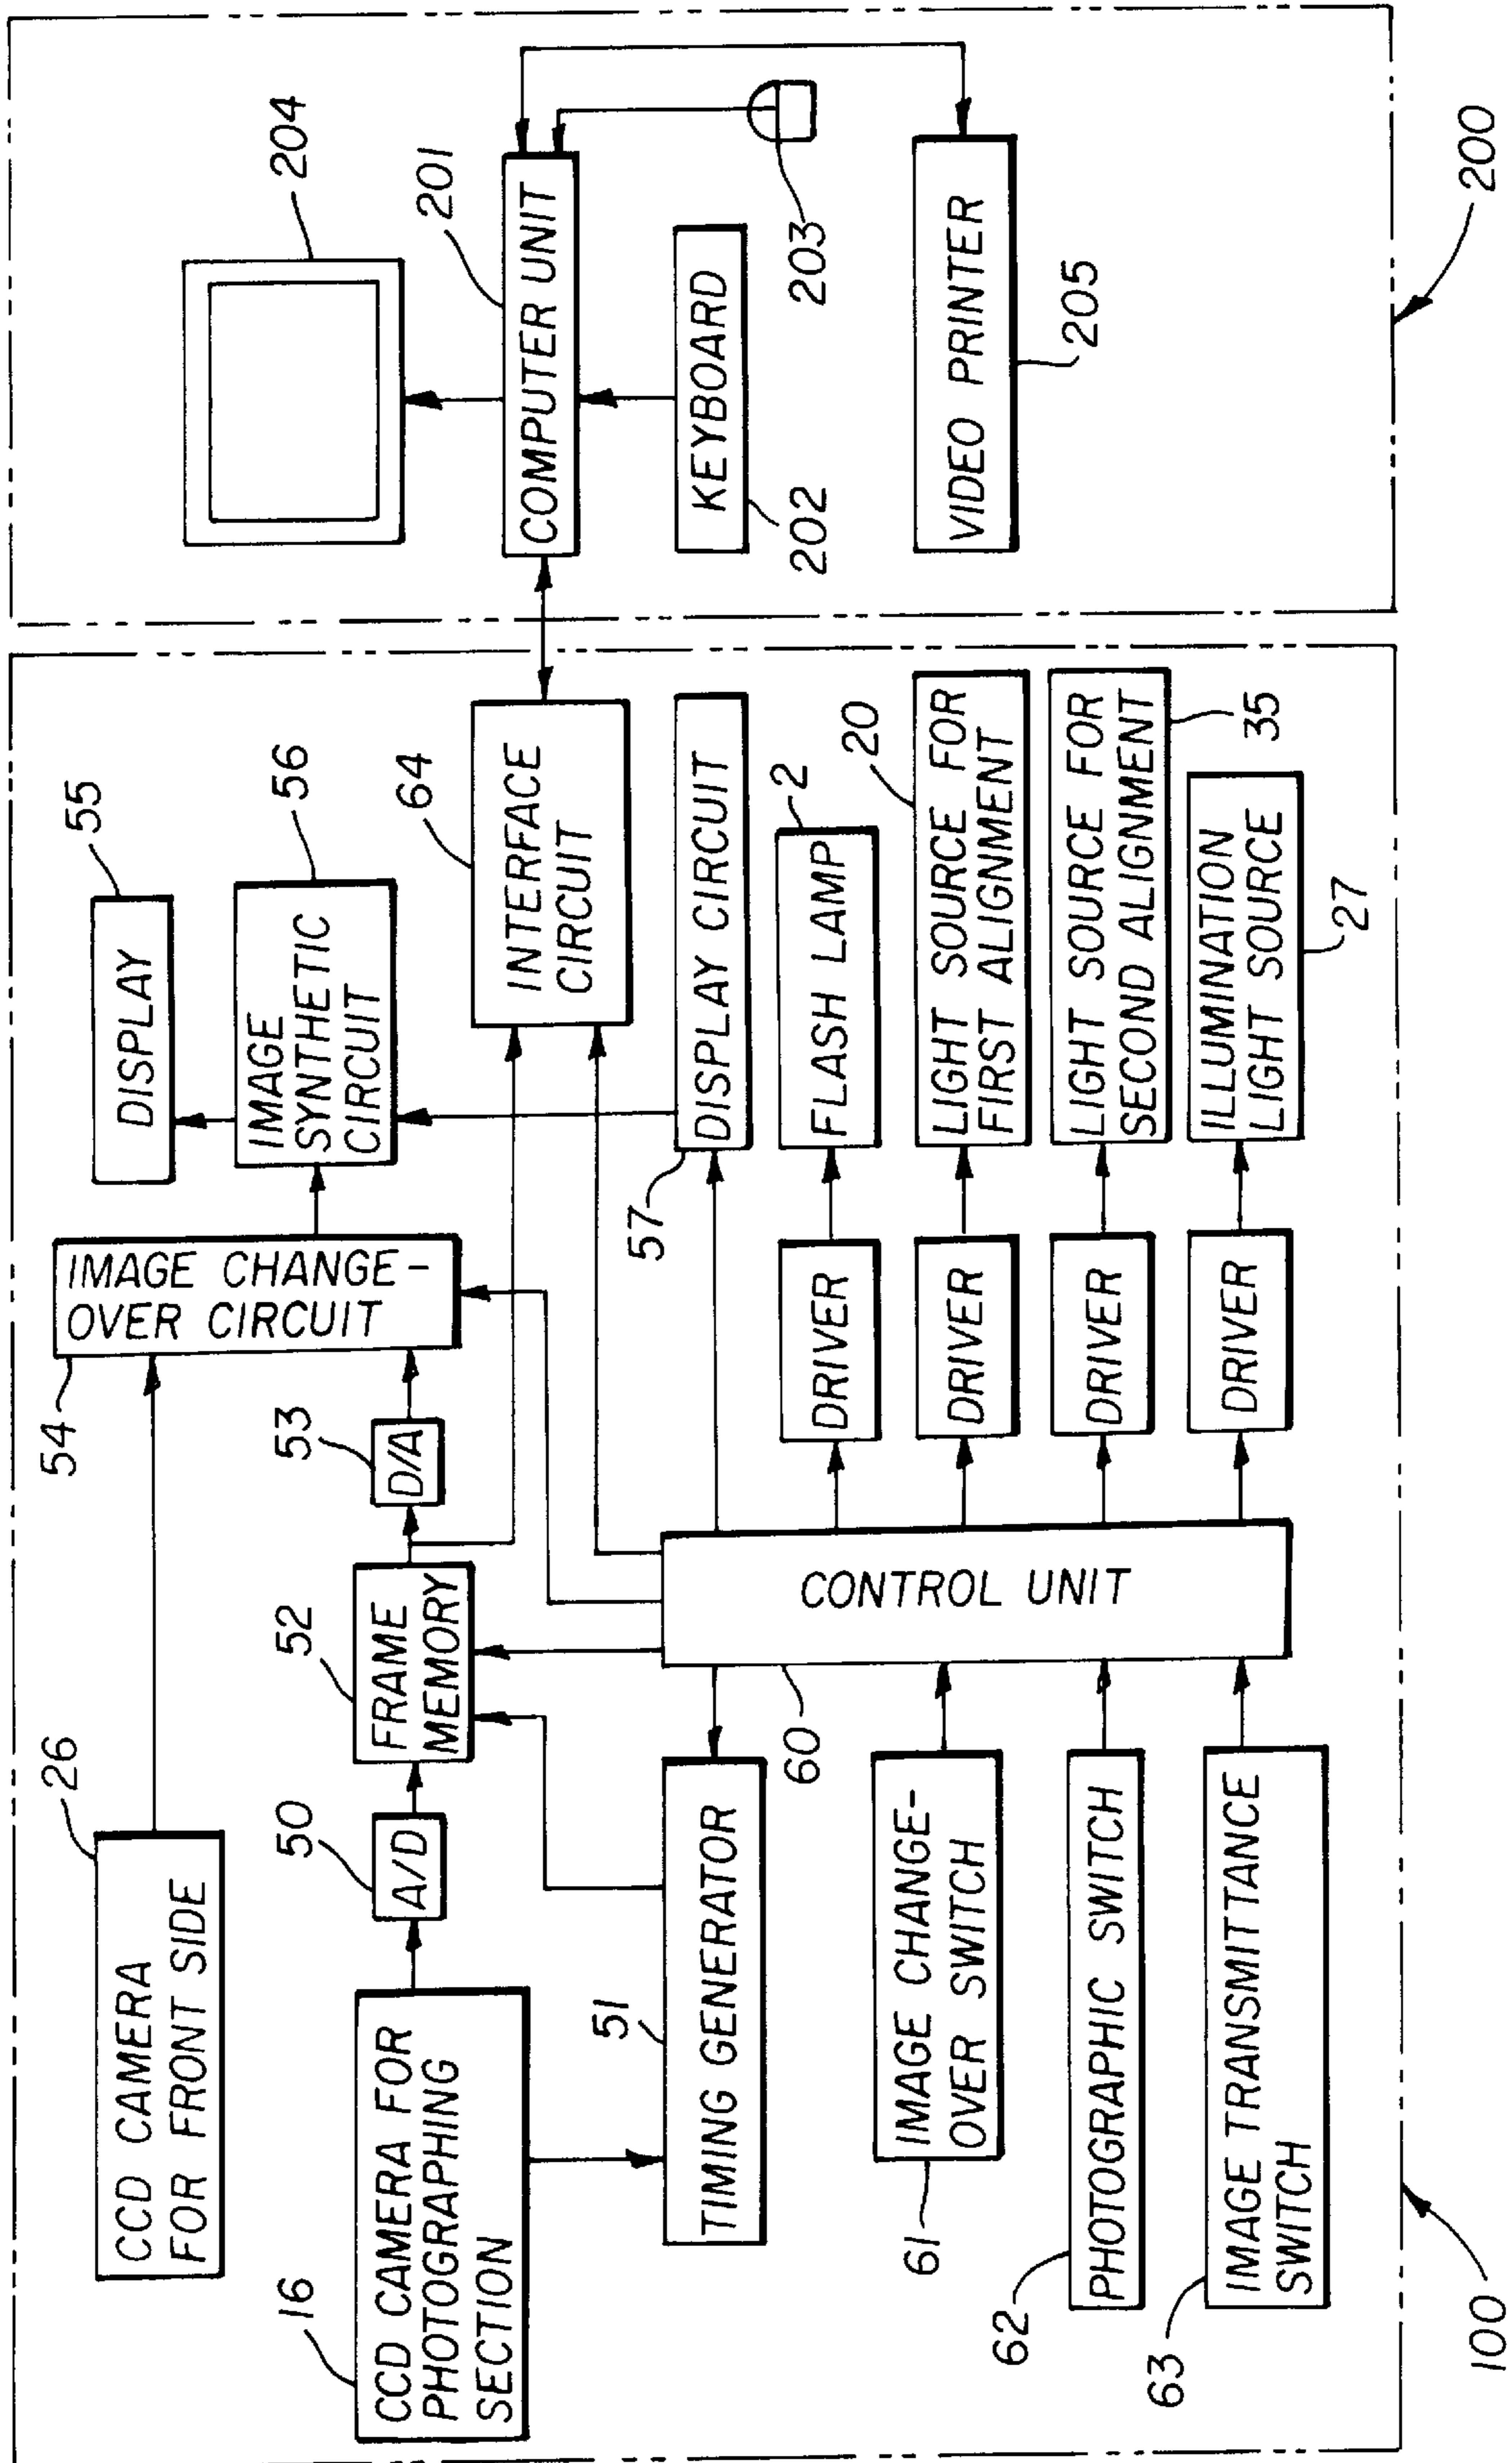 CCD CAMERA
FOR FRONT SIDE
26
54
IMAGE CHANGE-
OVER CIRCUIT
DISPLAY
55
IMAGE
SYNTHETIC
CIRCUIT
56
16
CCD CAMERA FOR
PHOTOGRAPHING
SECTION
50
A/D
52
FRAME
MEMORY
53
D/A
INTERFACE
CIRCUIT
64
51
TIMING GENERATOR
60
CONTROL UNIT
57
DISPLAY CIRCUIT
61
IMAGE CHANGE-
OVER SWITCH
DRIVER
FLASH LAMP
2
DRIVER
LIGHT SOURCE FOR
FIRST ALIGNMENT
20
62
PHOTOGRAPHIC SWITCH
DRIVER
LIGHT SOURCE FOR
SECOND ALIGNMENT
35
63
IMAGE TRANSMITTANCE
SWITCH
DRIVER
ILLUMINATION
LIGHT SOURCE
27
100
204
201
COMPUTER UNIT
KEYBOARD
202
203
VIDEO PRINTER
205
200